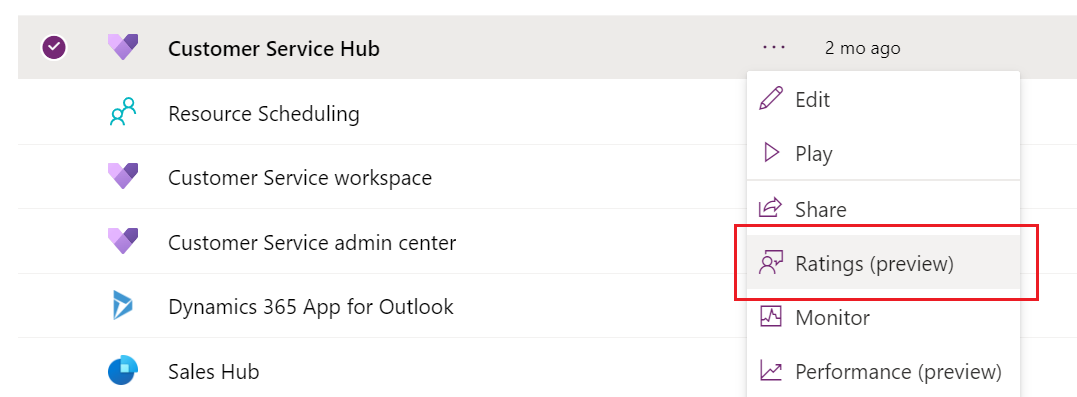 Customer Service Hub
... 2 mo ago
Edit
Resource Scheduling
Play
Customer Service workspace
Share
Customer Service admin center
Ratings (preview)
Dynamics 365 App for Outlook
Monitor
Sales Hub
Performance (preview)